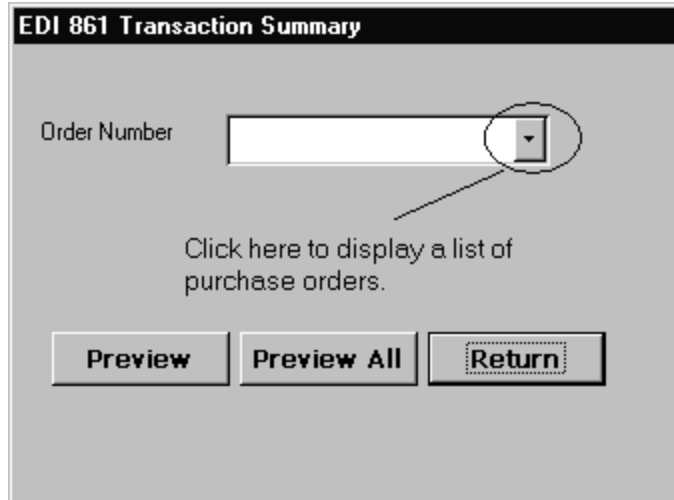 EDI 861 Transaction Summary
Order Number
Click here to display a list of
purchase orders.
Preview Preview All Return